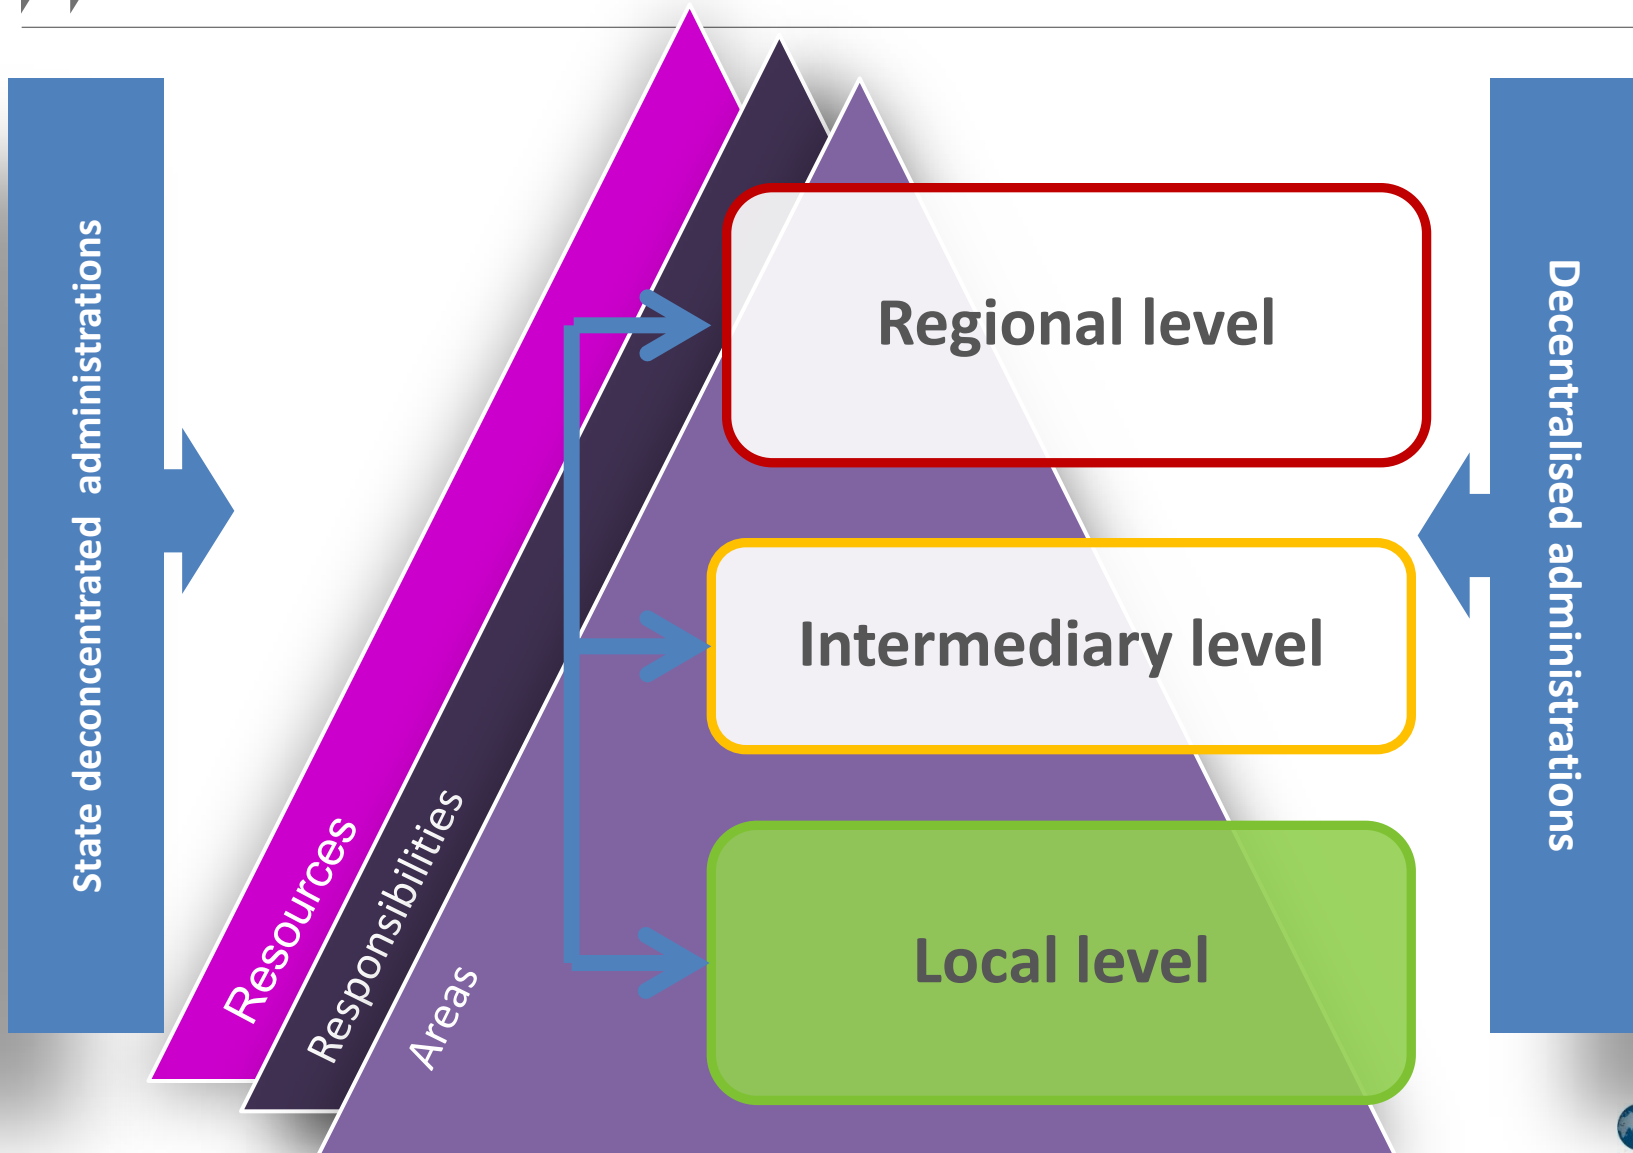 State deconcentrated administrations
Resources
Responsibilities
Areas
Regional level
Intermediary level
Local level
Decentralised administrations